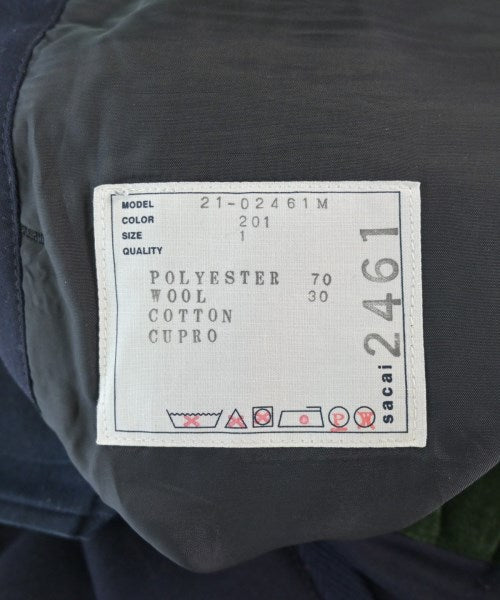 MODEL 21-02461M
COLOR 201
SIZE 1
QUALITY
POLYESTER 70
WOOL 30
COTTON
CUPRO
P W
sacai 2461